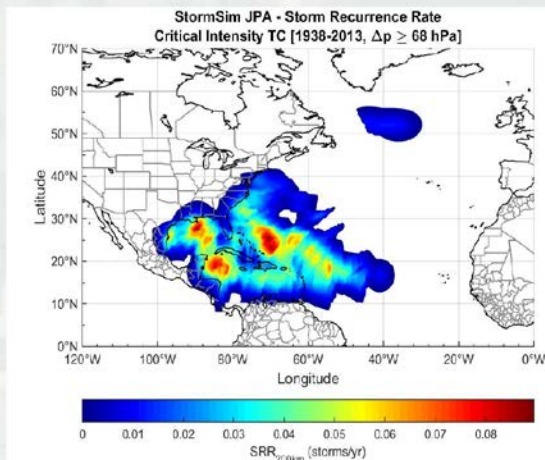 StormSim JPA - Storm Recurrence Rate
Critical Intensity TC [1938-2013, Δp ≥ 68 hPa]
70°N
60°N
50°N
40°N
30°N
20°N
10°N
0°N
Latitude
120°W 100°W 80°W 60°W 40°W 20°W 0°W
Longitude
0 0.01 0.02 0.03 0.04 0.05 0.06 0.07 0.08
SRR200km (storms/yr)